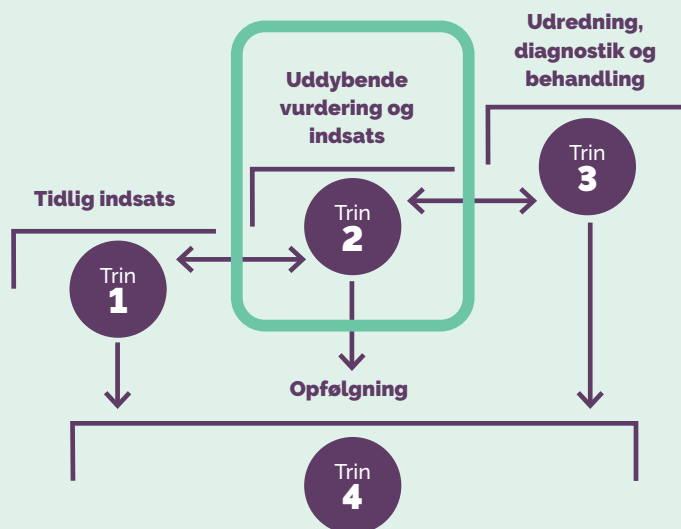 Udredning,
diagnostik og
behandling
Trin
3
Uddybende
vurdering og
indsats
Trin
2
Tidlig indsats
Trin
1
Opfølgning
Trin
4